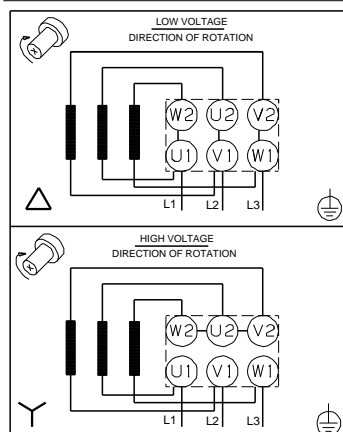 LOW VOLTAGE
DIRECTION OF ROTATION
W2 U2 V2
U1 V1 W1
L1 L2 L3
HIGH VOLTAGE
DIRECTION OF ROTATION
W2 U2 V2
U1 V1 W1
L1 L2 L3